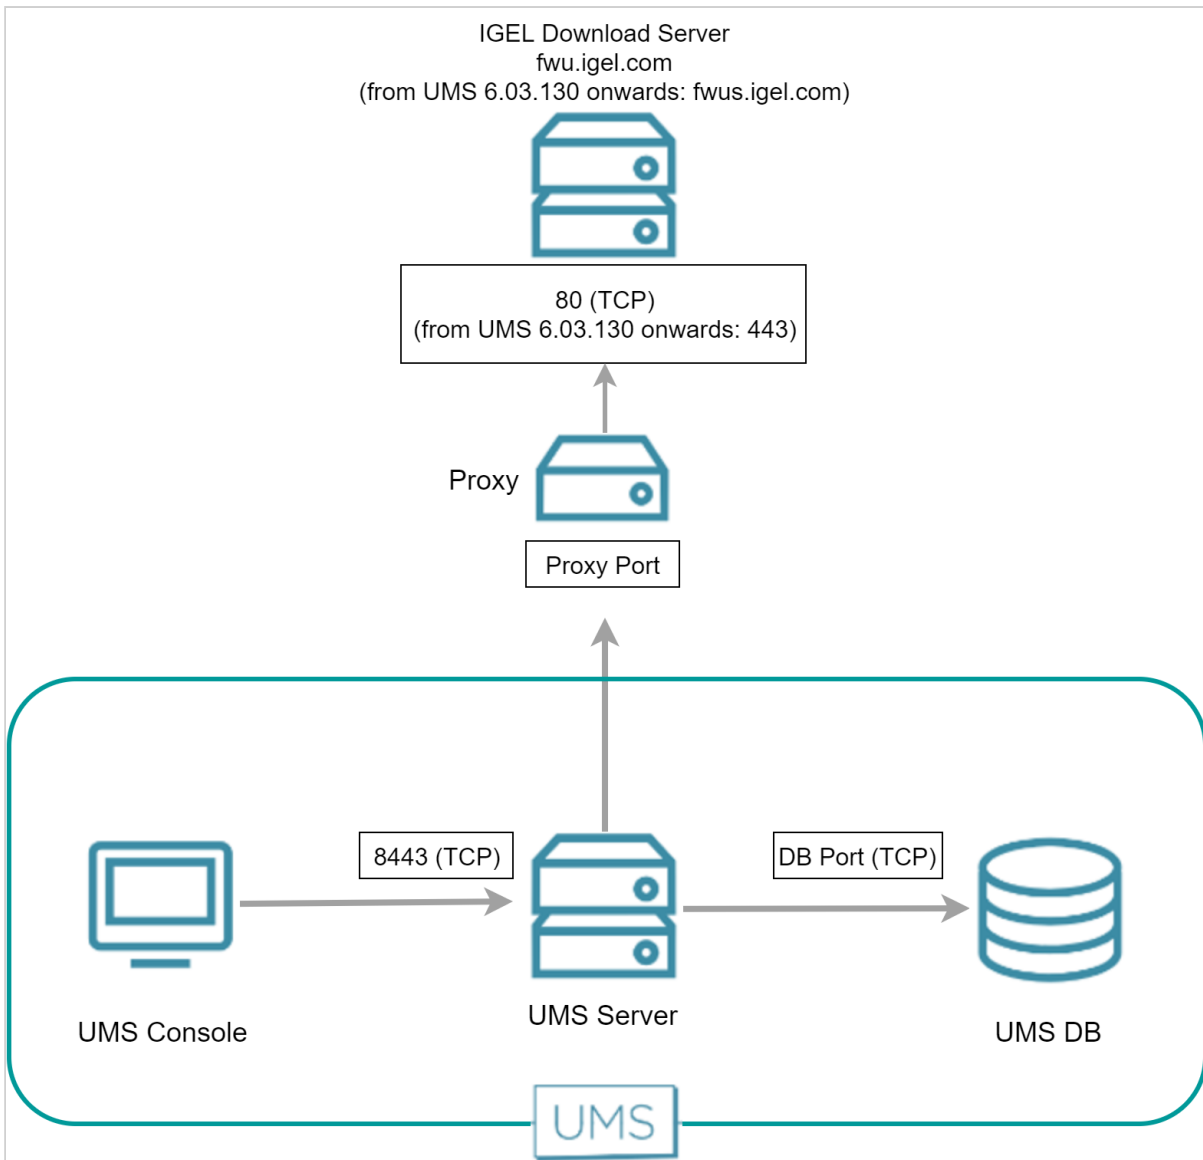 IGEL Download Server
fwu.igel.com
(from UMS 6.03.130 onwards: fwus.igel.com)
80 (TCP)
(from UMS 6.03.130 onwards: 443)
Proxy
Proxy Port
8443 (TCP)
DB Port (TCP)
UMS Console
UMS Server
UMS DB
UMS